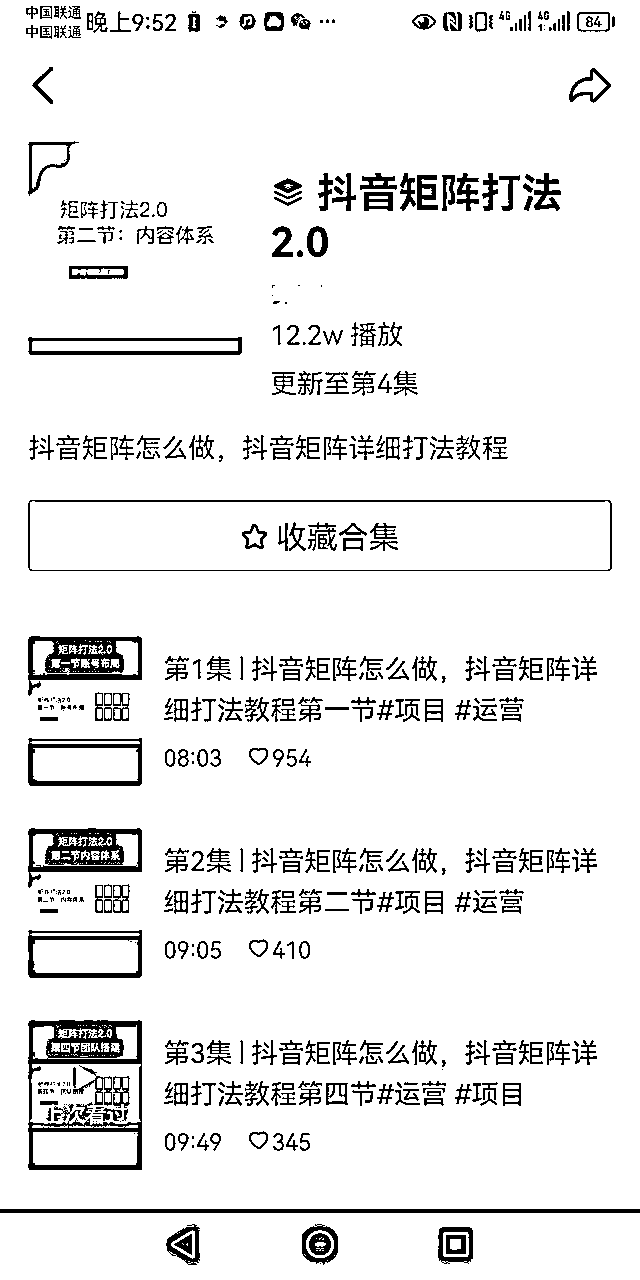 中国联通
中国联通
晚上9:52
4G
4G
84
矩阵打法2.0
第二节：内容体系
抖音矩阵打法
2.0
12.2w 播放
更新至第4集
抖音矩阵怎么做，抖音矩阵详细打法教程
收藏合集
矩阵打法2.0
第一节账号布局
第1集 | 抖音矩阵怎么做，抖音矩阵详
细打法教程第一节#项目 #运营
08:03 954
矩阵打法2.0
第二节内容体系
第2集 | 抖音矩阵怎么做，抖音矩阵详
细打法教程第二节#项目 #运营
09:05 410
矩阵打法2.0
第四节团队搭建
上次看到
第3集 | 抖音矩阵怎么做，抖音矩阵详
细打法教程第四节#运营 #项目
09:49 345